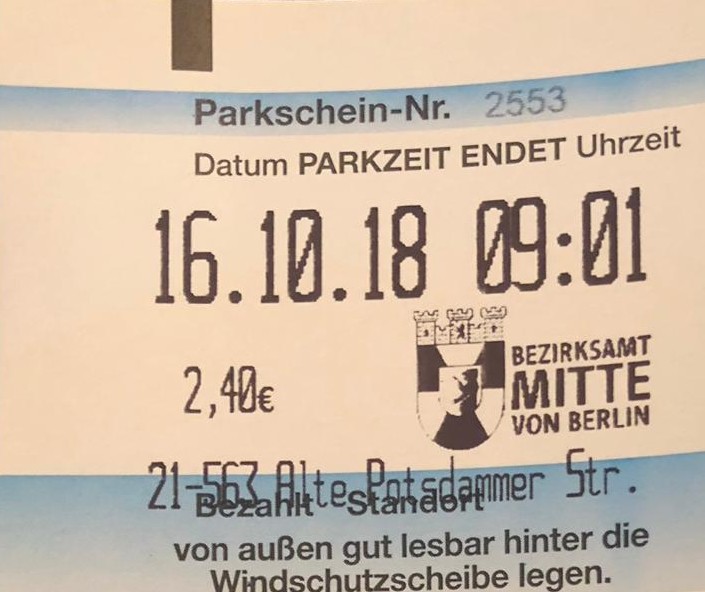 Parkschein-Nr. 2553
Datum PARKZEIT ENDET Uhrzeit
16.10.18 09:01
BEZIRKSAMT
MITTE
VON BERLIN
2,40€
21-563 Alte Potsdammer Str.
Bezahlt Standort
von außen gut lesbar hinter die
Windschutzscheibe legen.